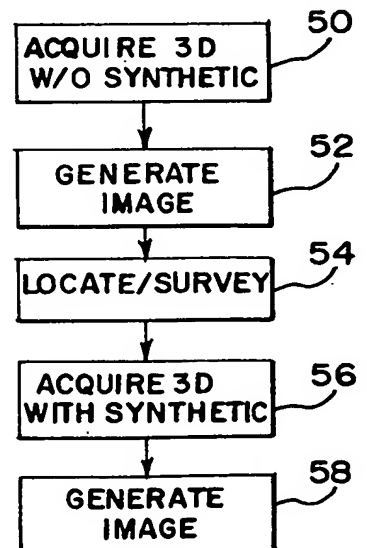 50
ACQUIRE 3D
W/O SYNTHETIC
52
GENERATE
IMAGE
54
LOCATE/SURVEY
56
ACQUIRE 3D
WITH SYNTHETIC
58
GENERATE
IMAGE